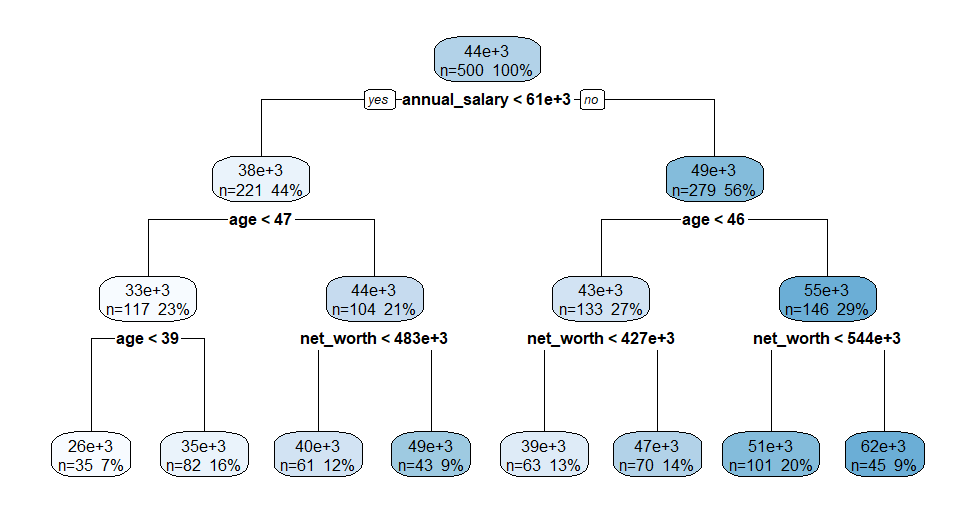 44e+3
n=500 100%
yes annual_salary < 61e+3 no
38e+3
n=221 44%
49e+3
n=279 56%
age < 47
age < 46
33e+3
n=117 23%
44e+3
n=104 21%
43e+3
n=133 27%
55e+3
n=146 29%
age < 39
net_worth < 483e+3
net_worth < 427e+3
net_worth < 544e+3
26e+3
n=35 7%
35e+3
n=82 16%
40e+3
n=61 12%
49e+3
n=43 9%
39e+3
n=63 13%
47e+3
n=70 14%
51e+3
n=101 20%
62e+3
n=45 9%